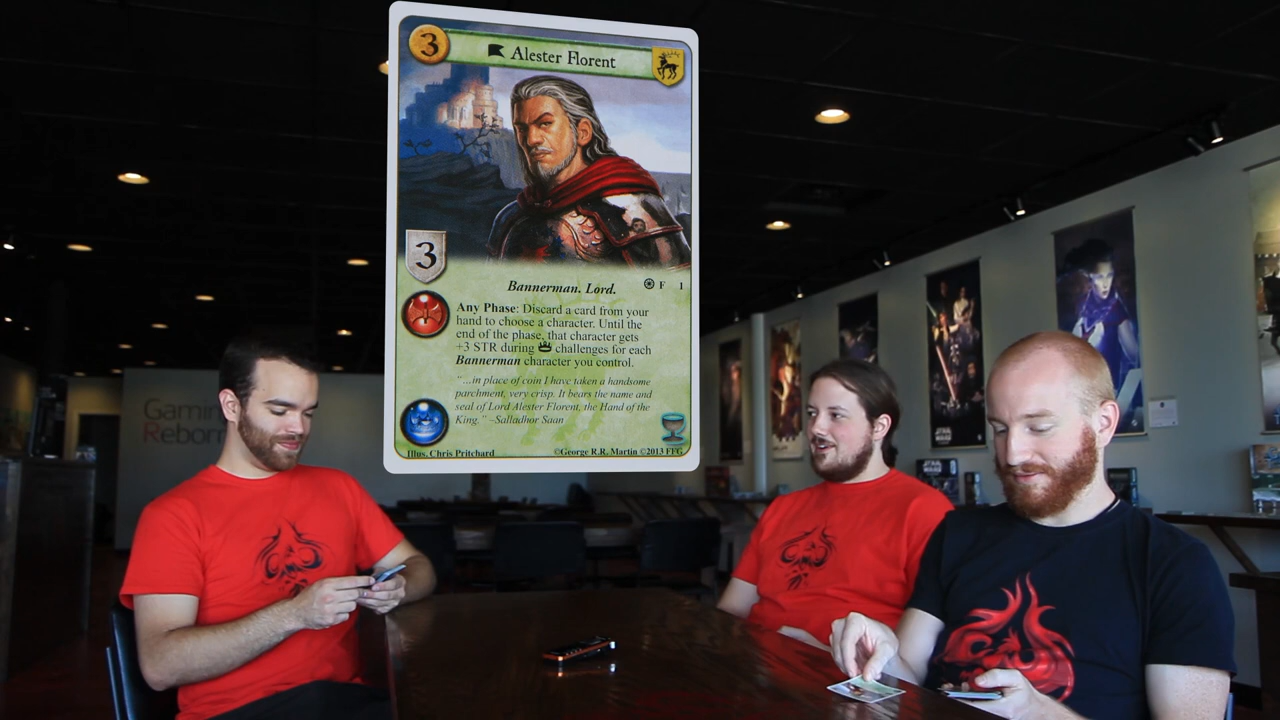 3
Alester Florent
3
Bannerman. Lord.
F 1
Any Phase: Discard a card from your
hand to choose a character. Until the
end of the phase, that character gets
+3 STR during challenges for each
Bannerman character you control.
"...in place of coin I have taken a handsome
parchment, very crisp. It bears the name and
seal of Lord Alester Florent, the Hand of the
King." –Salladhor Saan
Illus. Chris Pritchard
©George R.R. Martin ©2013 FFG
Reborn
STAR
WARS